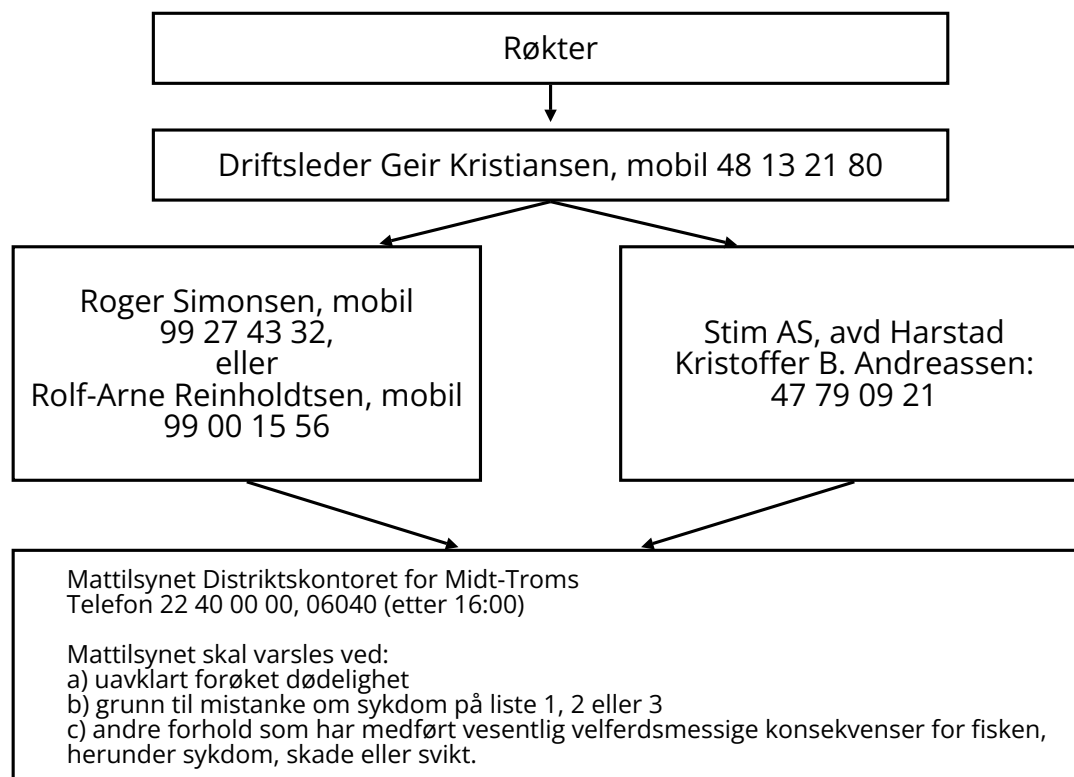 Røkter
Driftsleder Geir Kristiansen, mobil 48 13 21 80
Roger Simonsen, mobil
99 27 43 32,
eller
Rolf-Arne Reinholdtsen, mobil
99 00 15 56
Stim AS, avd Harstad
Kristoffer B. Andreassen:
47 79 09 21
Mattilsynet Distriktskontoret for Midt-Troms
Telefon 22 40 00 00, 06040 (etter 16:00)
Mattilsynet skal varsles ved:
a) uavklart forøket dødelighet
b) grunn til mistanke om sykdom på liste 1, 2 eller 3
c) andre forhold som har medført vesentlig velferdsmessige konsekvenser for fisken,
herunder sykdom, skade eller svikt.